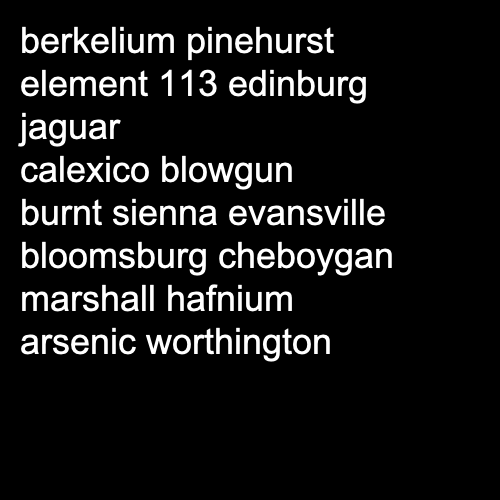 berkelium pinehurst
element 113 edinburg
jaguar
calexico blowgun
burnt sienna evansville
bloomsburg cheboygan
marshall hafnium
arsenic worthington